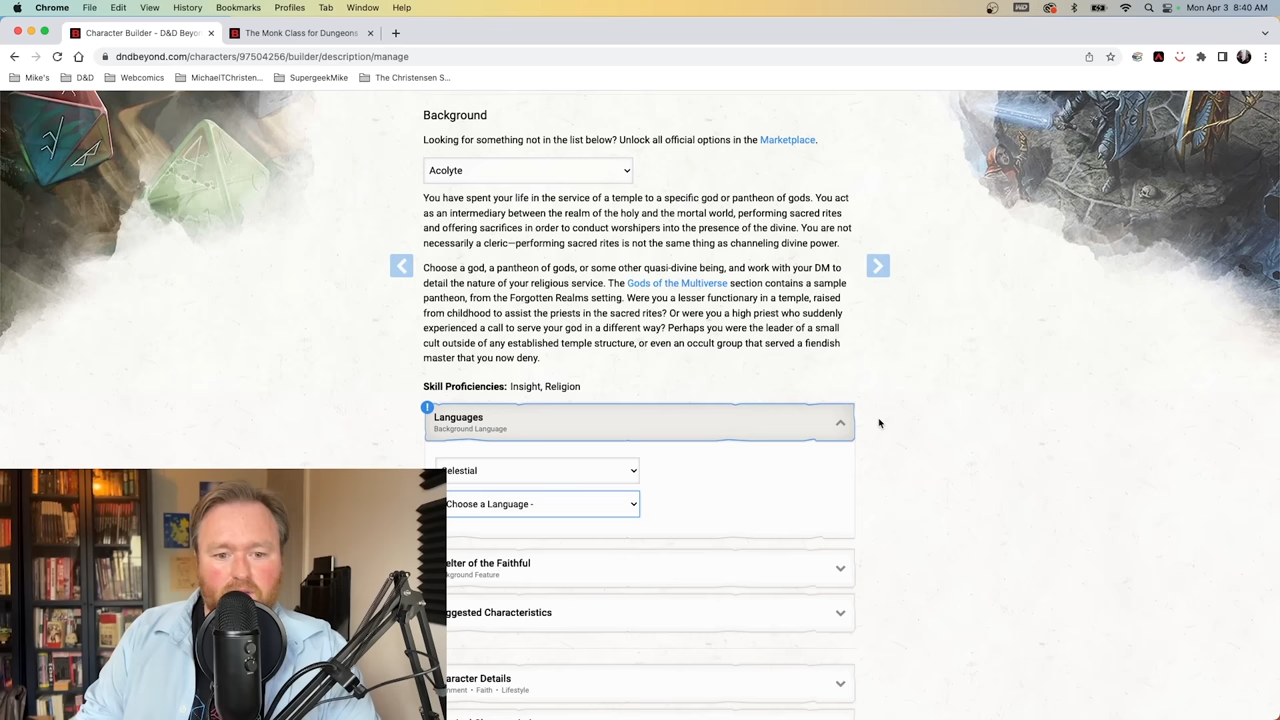 Chrome File Edit View History Bookmarks Profiles Tab Window Help Mon Apr 3 8:40 AM
Character Builder - D&D Beyon The Monk Class for Dungeons
dndbeyond.com/characters/97504256/builder/description/manage
Mike's D&D Webcomics MichaelTChristen... SupergeekMike The Christensen S...
Background
Looking for something not in the list below? Unlock all official options in the Marketplace.
Acolyte
You have spent your life in the service of a temple to a specific god or pantheon of gods. You act
as an intermediary between the realm of the holy and the mortal world, performing sacred rites
and offering sacrifices in order to conduct worshipers into the presence of the divine. You are not
necessarily a cleric—performing sacred rites is not the same thing as channeling divine power.
Choose a god, a pantheon of gods, or some other quasi-divine being, and work with your DM to
detail the nature of your religious service. The Gods of the Multiverse section contains a sample
pantheon, from the Forgotten Realms setting. Were you a lesser functionary in a temple, raised
from childhood to assist the priests in the sacred rites? Or were you a high priest who suddenly
experienced a call to serve your god in a different way? Perhaps you were the leader of a small
cult outside of any established temple structure, or even an occult group that served a fiendish
master that you now deny.
Skill Proficiencies: Insight, Religion
!
Languages
Background Language
elestial
Choose a Language -
elter of the Faithful
kground Feature
ggested Characteristics
aracter Details
nment • Faith • Lifestyle